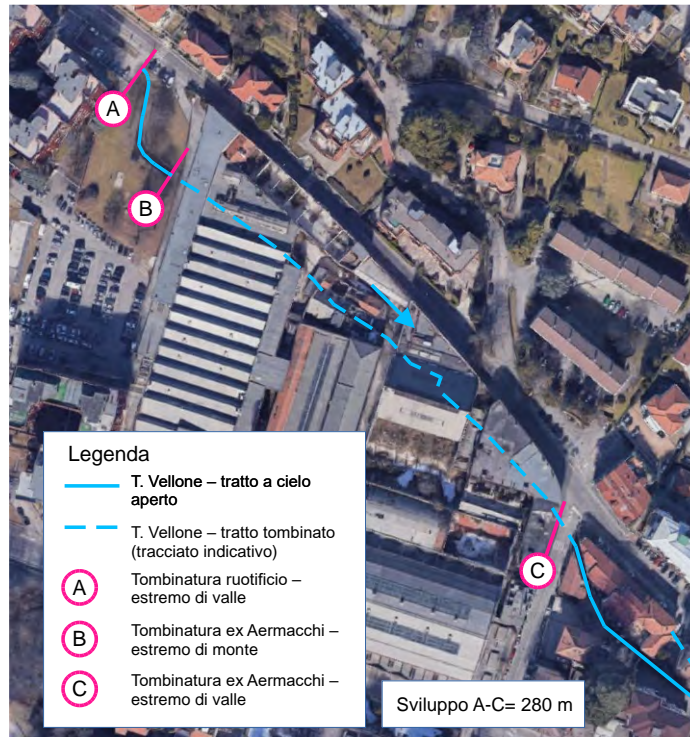 A
B
C
Legenda
T. Vellone – tratto a cielo
aperto
T. Vellone – tratto tombinato
(tracciato indicativo)
A
Tombinatura ruotificio –
estremo di valle
B
Tombinatura ex Aermacchi –
estremo di monte
C
Tombinatura ex Aermacchi –
estremo di valle
Sviluppo A-C= 280 m